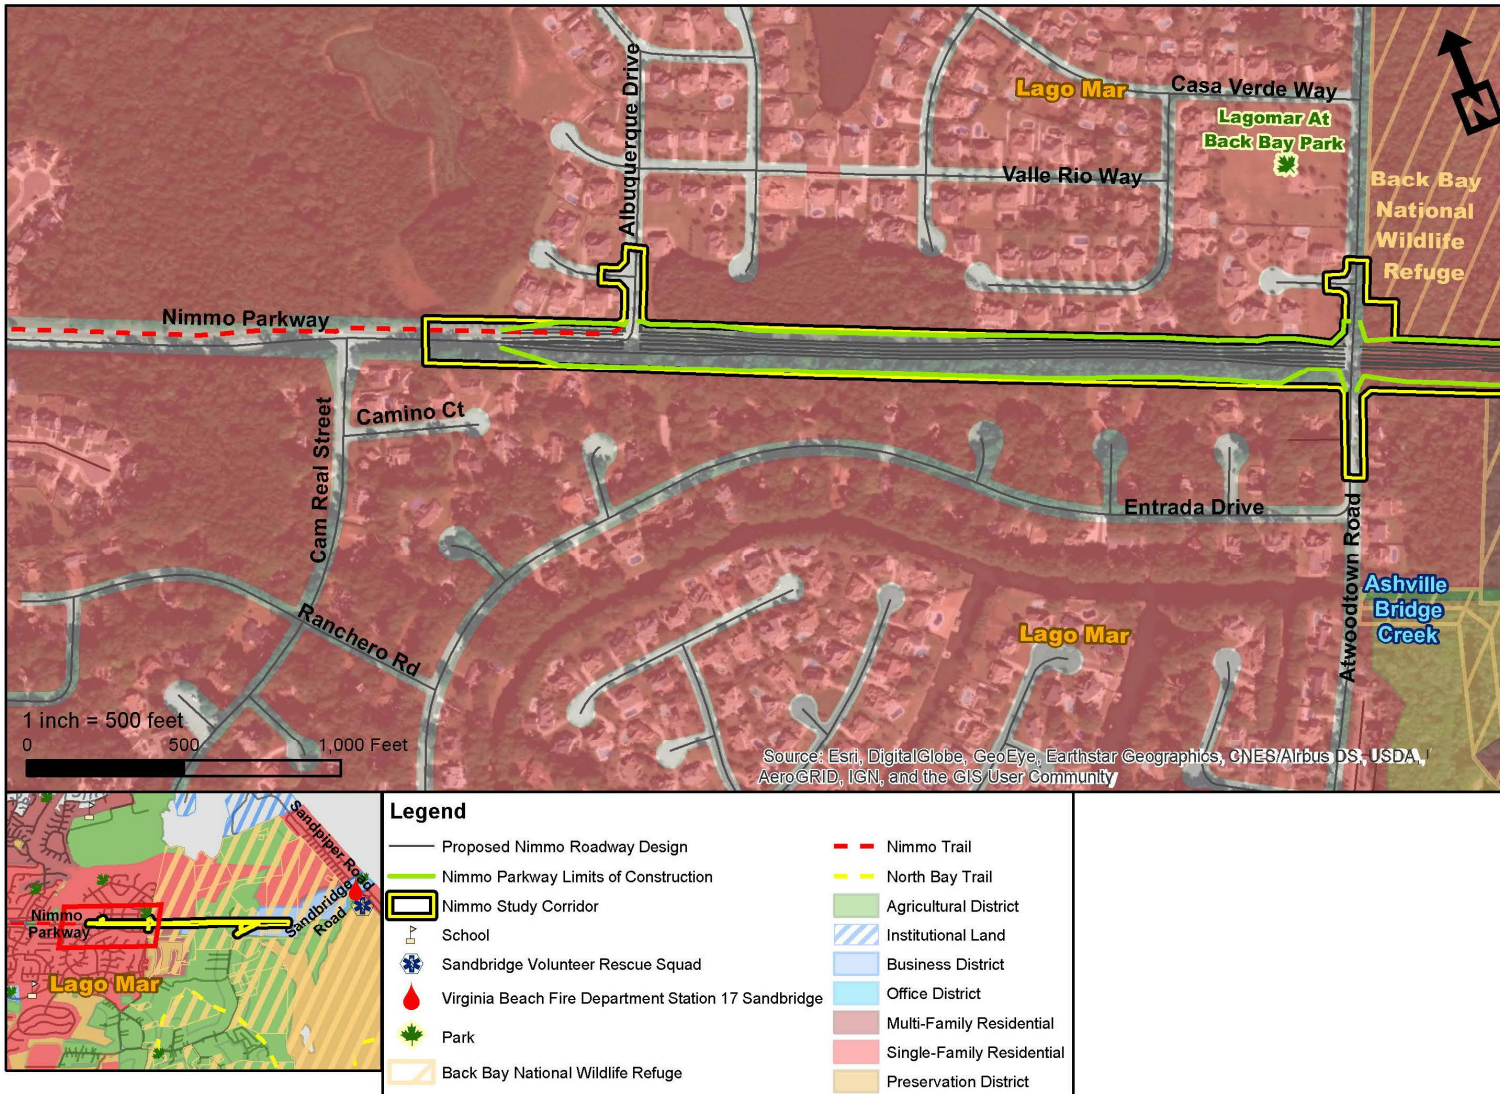 Albuquerque Drive
Lago Mar
Casa Verde Way
Lagomar At
Back Bay Park
Valle Rio Way
Back Bay
National
Wildlife
Refuge
N
Nimmo Parkway
Camino Ct
Cam Real Street
Entrada Drive
Atwoodtown Road
Ashville
Bridge
Creek
Ranchero Rd
Lago Mar
1 inch = 500 feet
0 500 1,000 Feet
Source: Esri, DigitalGlobe, GeoEye, Earthstar Geographics, CNES/Airbus DS, USDA,
AeroGRID, IGN, and the GIS User Community
Sandpiper Road
Sandbridge
Road
Nimmo
Parkway
Lago Mar
Legend
Proposed Nimmo Roadway Design
Nimmo Parkway Limits of Construction
Nimmo Study Corridor
School
Sandbridge Volunteer Rescue Squad
Virginia Beach Fire Department Station 17 Sandbridge
Park
Back Bay National Wildlife Refuge
Nimmo Trail
North Bay Trail
Agricultural District
Institutional Land
Business District
Office District
Multi-Family Residential
Single-Family Residential
Preservation District